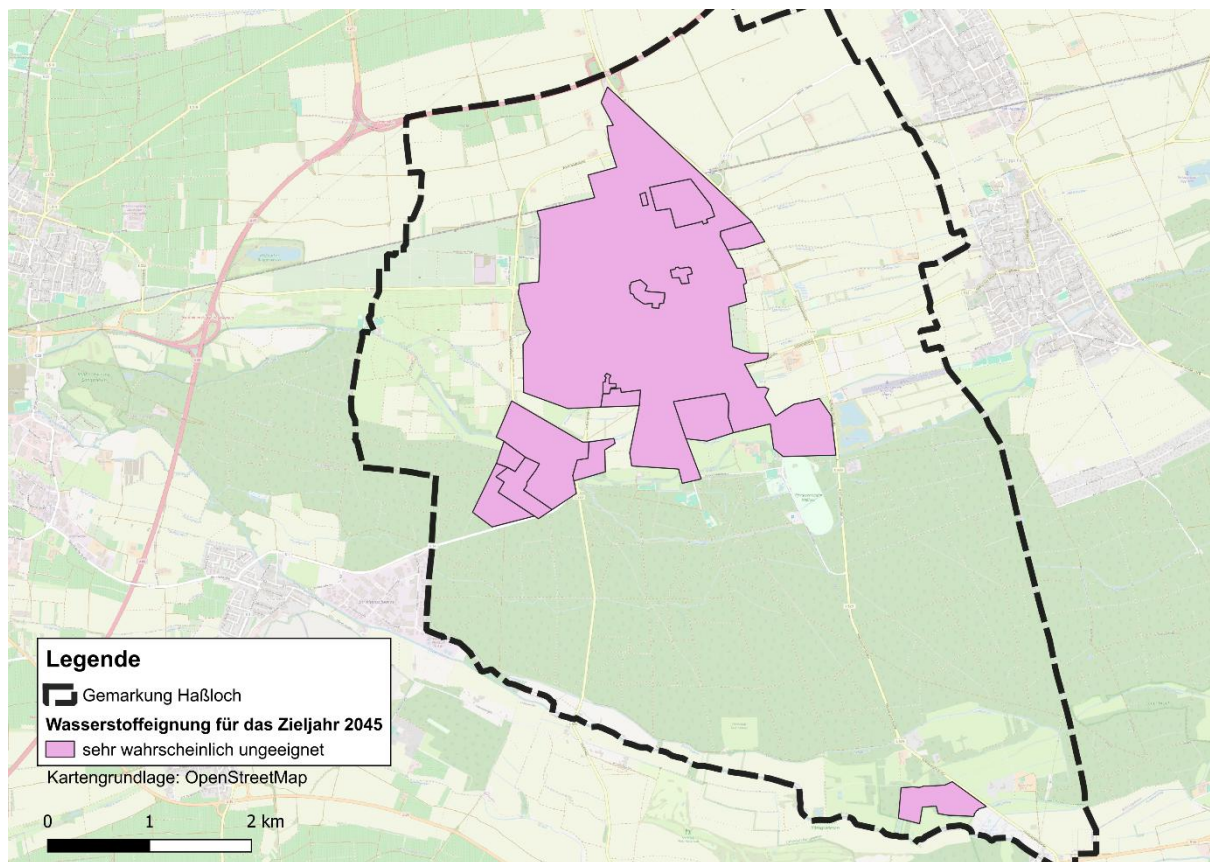 Legende
Gemarkung Haßloch
Wasserstoffeignung für das Zieljahr 2045
sehr wahrscheinlich ungeeignet
Kartengrundlage: OpenStreetMap
0 1 2 km